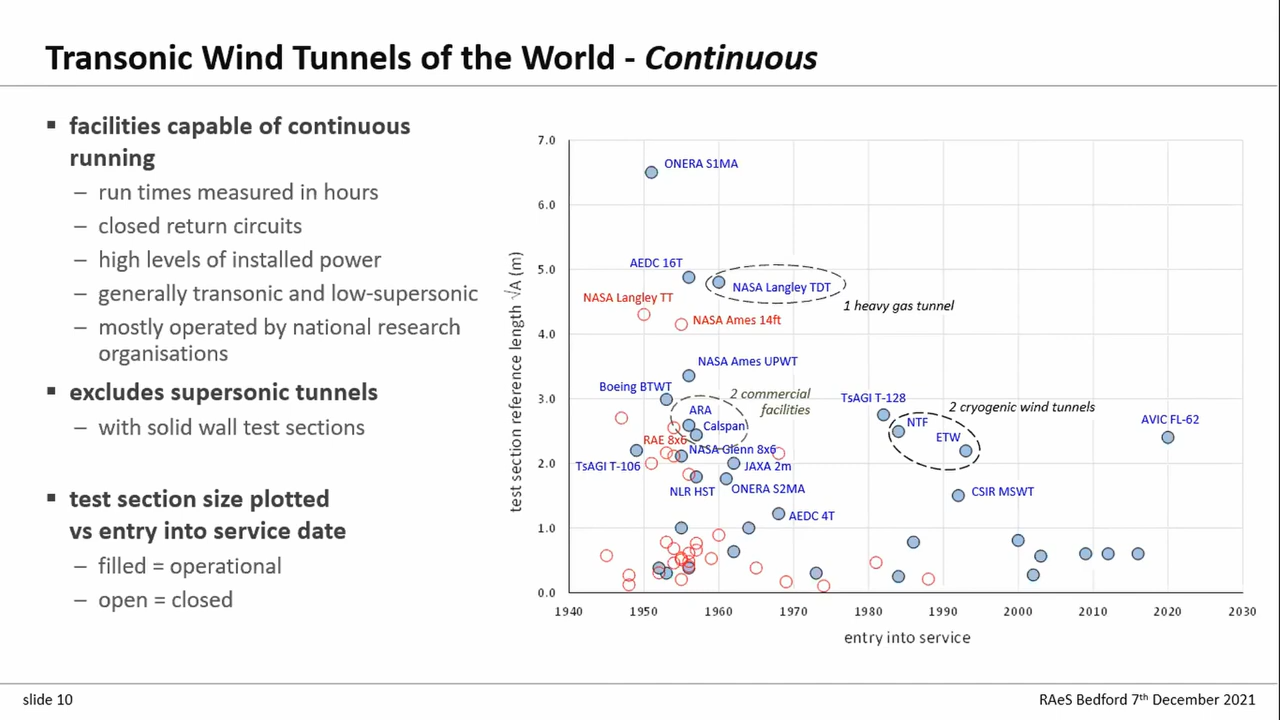 Transonic Wind Tunnels of the World - Continuous
▪ facilities capable of continuous
running
– run times measured in hours
– closed return circuits
– high levels of installed power
– generally transonic and low-supersonic
– mostly operated by national research
organisations
▪ excludes supersonic tunnels
– with solid wall test sections
▪ test section size plotted
vs entry into service date
– filled = operational
– open = closed
test section reference length √A (m)
7.0
6.0
5.0
4.0
3.0
2.0
1.0
0.0
ONERA S1MA
AEDC 16T
NASA Langley TDT
NASA Langley TT
1 heavy gas tunnel
NASA Ames 14ft
NASA Ames UPWT
Boeing BTWT
2 commercial
facilities
ARA
Calspan
RAE 8x6
NASA Glenn 8x6
TsAGI T-106
JAXA 2m
NLR HST
ONERA S2MA
AEDC 4T
TsAGI T-128
2 cryogenic wind tunnels
NTF
ETW
AVIC FL-62
CSIR MSWT
1940 1950 1960 1970 1980 1990 2000 2010 2020 2030
entry into service
slide 10
RAeS Bedford 7th December 2021